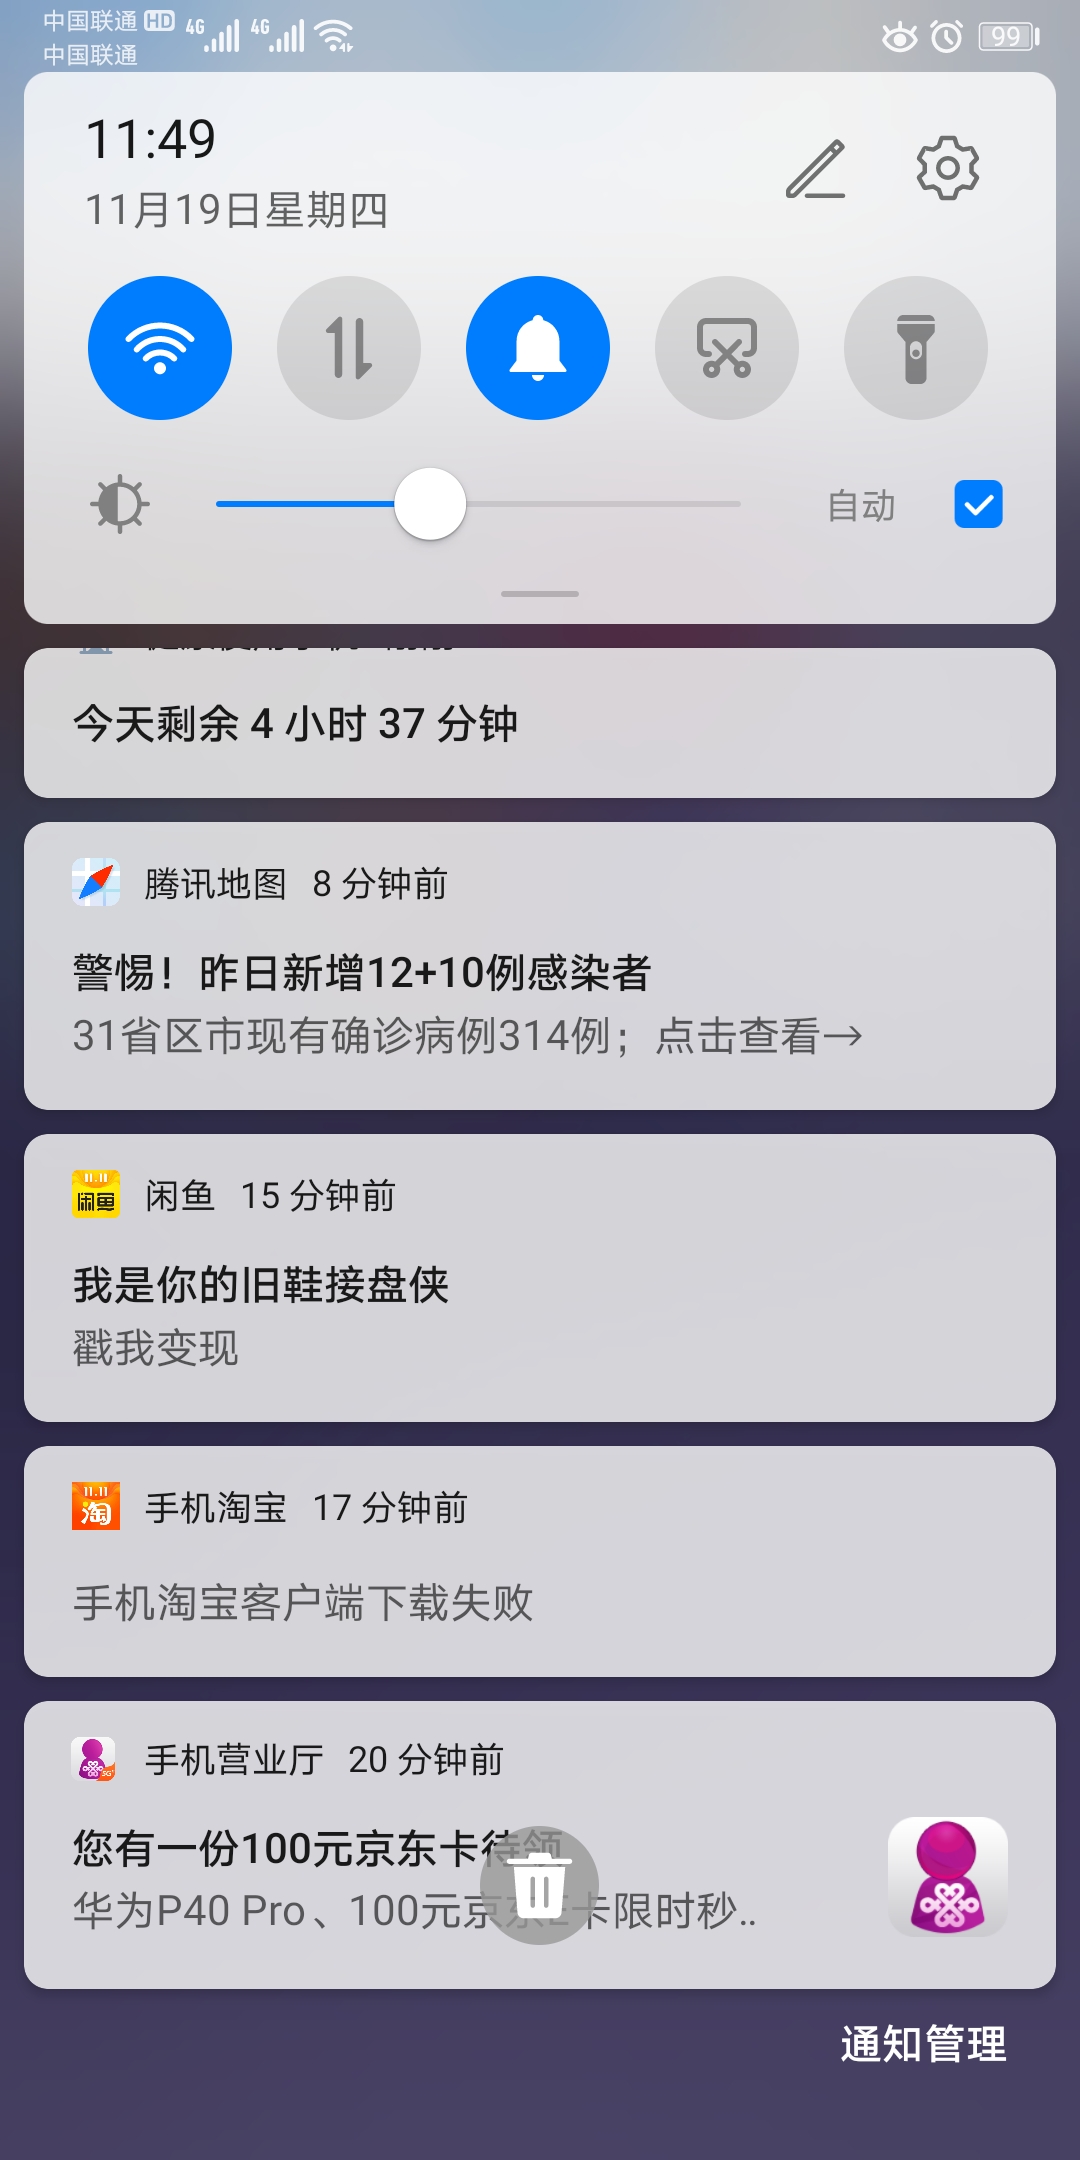 中国联通 HD 4G 4G 99
中国联通
11:49
11月19日星期四
自动
今天剩余 4 小时 37 分钟
腾讯地图 8 分钟前
警惕！昨日新增12+10例感染者
31省区市现有确诊病例314例；点击查看→
11.11
闲鱼
闲鱼 15 分钟前
我是你的旧鞋接盘侠
戳我变现
11.11
淘
手机淘宝 17 分钟前
手机淘宝客户端下载失败
5G
手机营业厅 20 分钟前
您有一份100元京东卡待领
华为P40 Pro、100元京东E卡限时秒..
通知管理